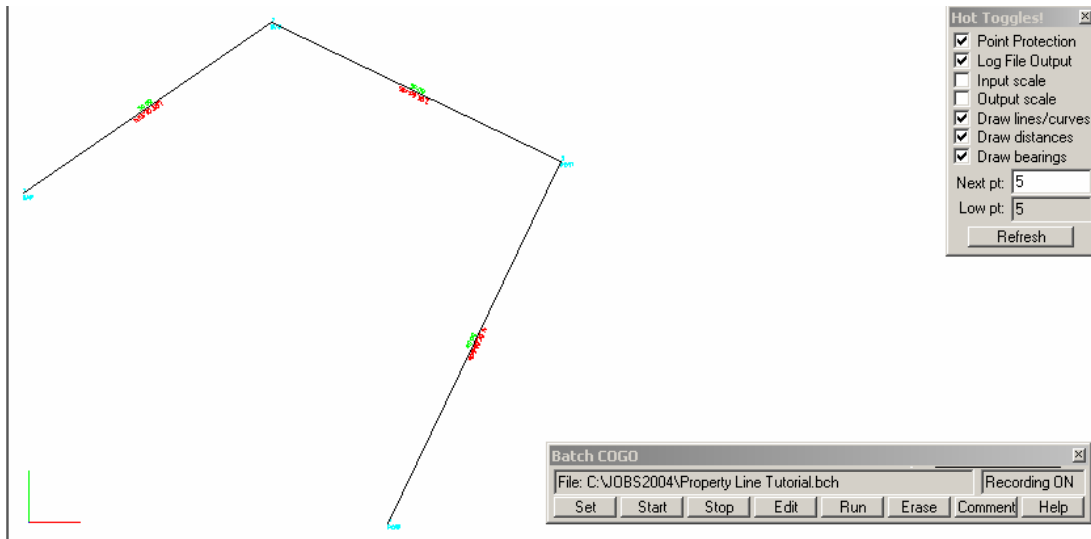 Hot Toggles!
Point Protection
Log File Output
Input scale
Output scale
Draw lines/curves
Draw distances
Draw bearings
Next pt: 5
Low pt: 5
Refresh
Batch COGO
File: C:\JOBS2004\Property Line Tutorial.bch Recording ON
Set Start Stop Edit Run Erase Comment Help